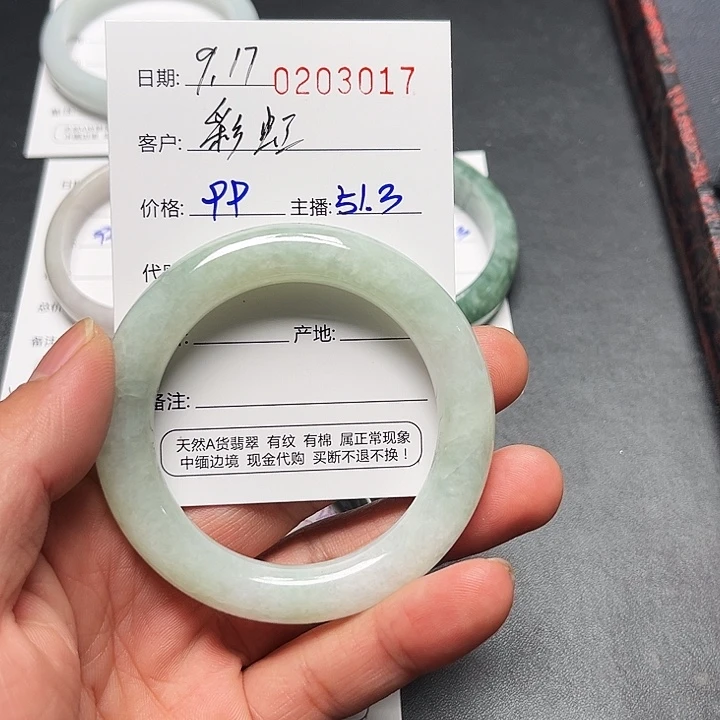 日期: 9.17 0203017
客户: 彩虹
价格: PP 主播: 51.3
代
产地:
备注:
天然A货翡翠 有纹 有棉 属正常现象
中缅边境 现金代购 买断不退不换！